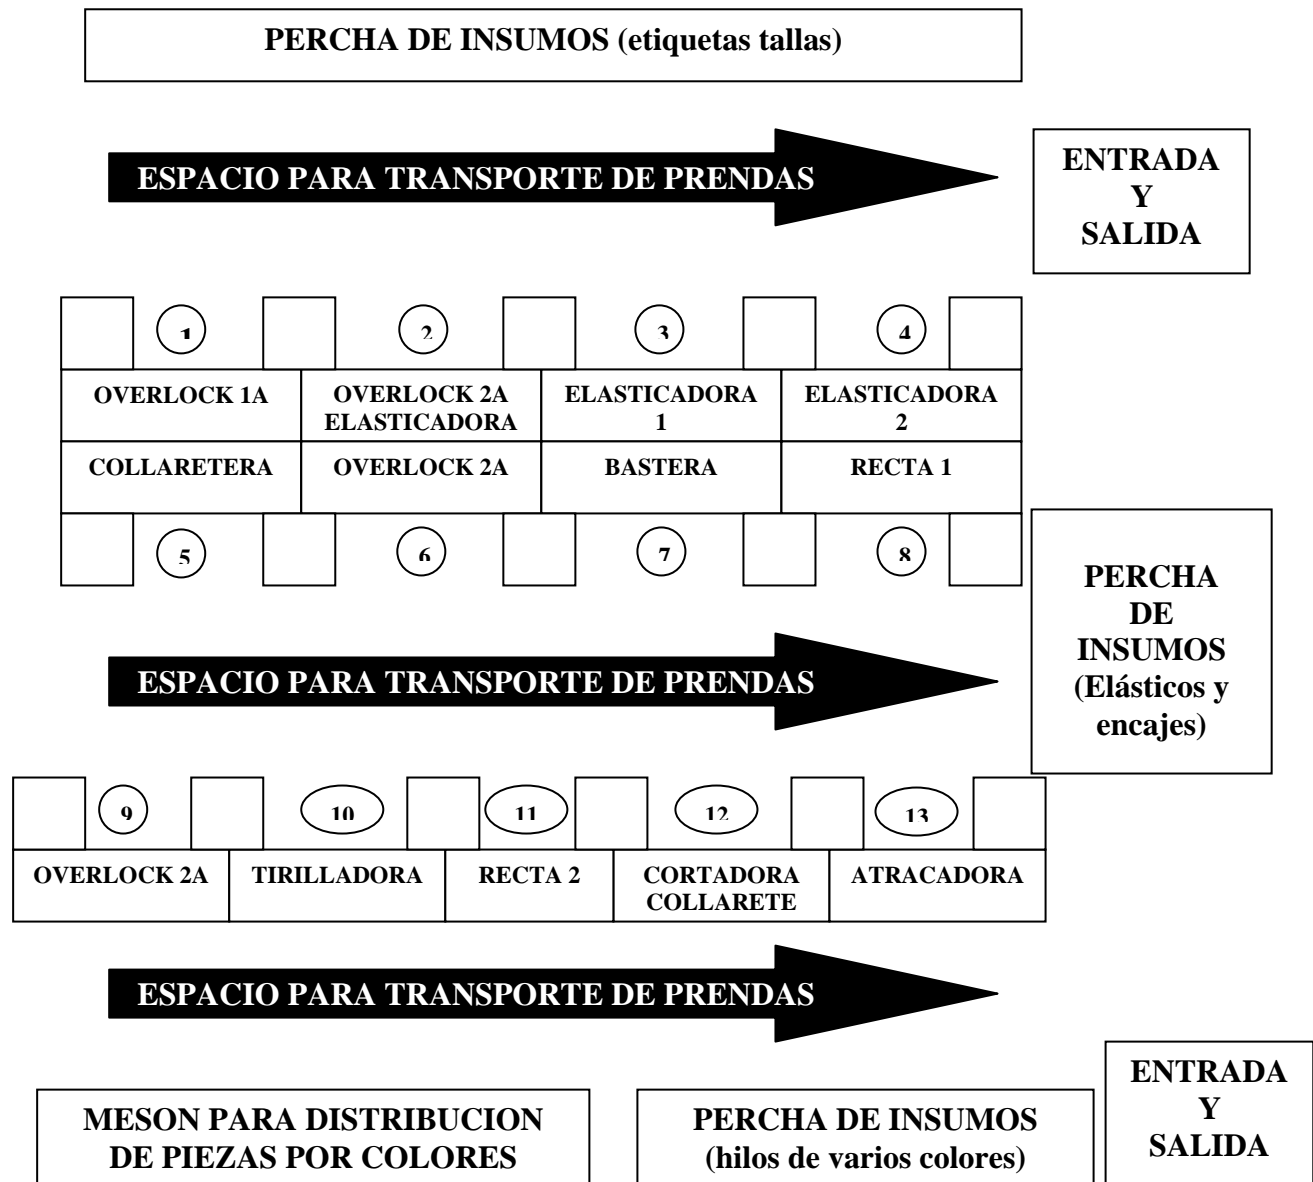 PERCHA DE INSUMOS (etiquetas tallas)
ESPACIO PARA TRANSPORTE DE PRENDAS
ENTRADA
Y
SALIDA
1 2 3 4
OVERLOCK 1A
OVERLOCK 2A
ELASTICADORA
ELASTICADORA
1
ELASTICADORA
2
COLLARETERA
OVERLOCK 2A
BASTERA
RECTA 1
5 6 7 8
PERCHA
DE
INSUMOS
(Elásticos y
encajes)
ESPACIO PARA TRANSPORTE DE PRENDAS
9 10 11 12 13
OVERLOCK 2A
TIRILLADORA
RECTA 2
CORTADORA
COLLARETE
ATRACADORA
ESPACIO PARA TRANSPORTE DE PRENDAS
MESON PARA DISTRIBUCION
DE PIEZAS POR COLORES
PERCHA DE INSUMOS
(hilos de varios colores)
ENTRADA
Y
SALIDA